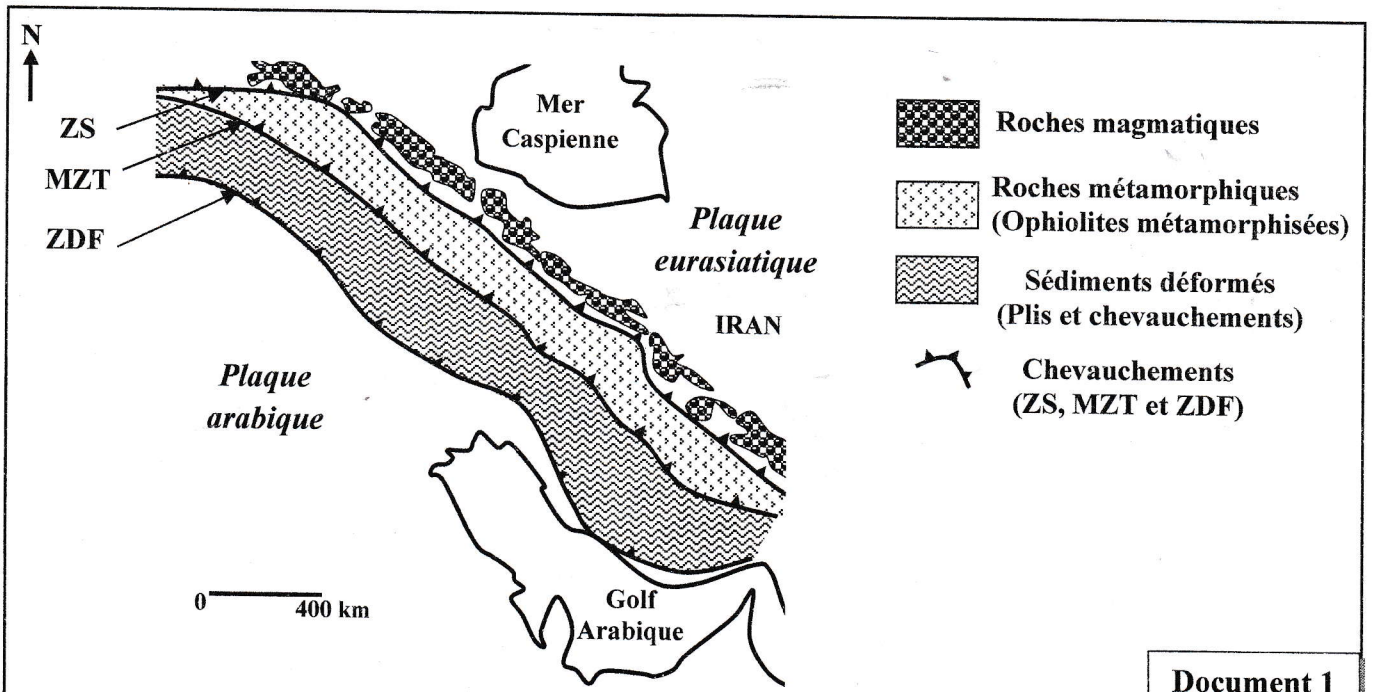 N
ZS
MZT
ZDF
Mer
Caspienne
Plaque
eurasiatique
IRAN
Plaque
arabique
0
400 km
Golf
Arabique
Roches magmatiques
Roches métamorphiques
(Ophiolites métamorphisées)
Sédiments déformés
(Plis et chevauchements)
Chevauchements
(ZS, MZT et ZDF)
Document 1